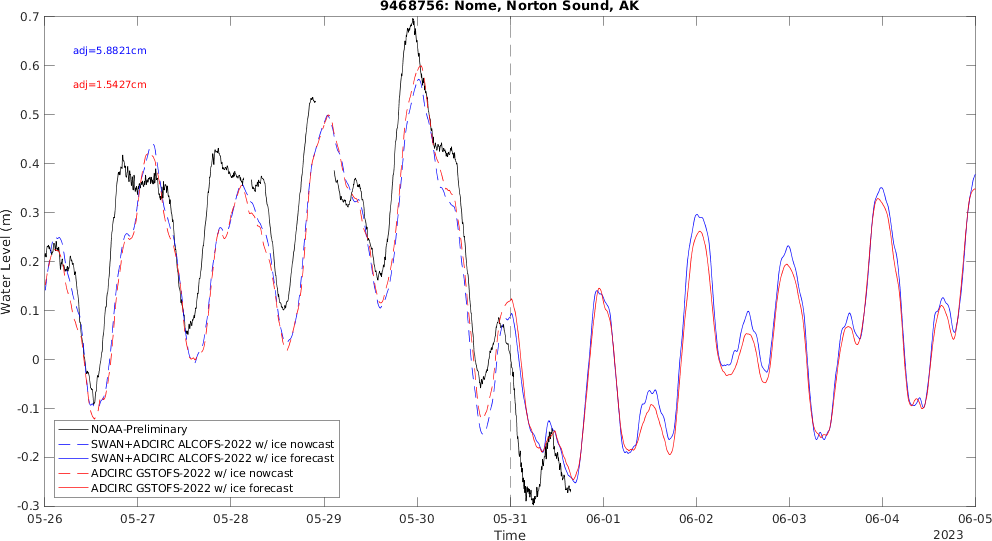 9468756: Nome, Norton Sound, AK
0.7
adj=5.8821cm
0.6
adj=1.5427cm
0.5
0.4
0.3
0.2
0.1
0
-0.1
-0.2
-0.3
Water Level (m)
NOAA-Preliminary
SWAN+ADCIRC ALCOFS-2022 w/ ice nowcast
SWAN+ADCIRC ALCOFS-2022 w/ ice forecast
ADCIRC GSTOFS-2022 w/ ice nowcast
ADCIRC GSTOFS-2022 w/ ice forecast
05-26 05-27 05-28 05-29 05-30 05-31 06-01 06-02 06-03 06-04 06-05
Time
2023